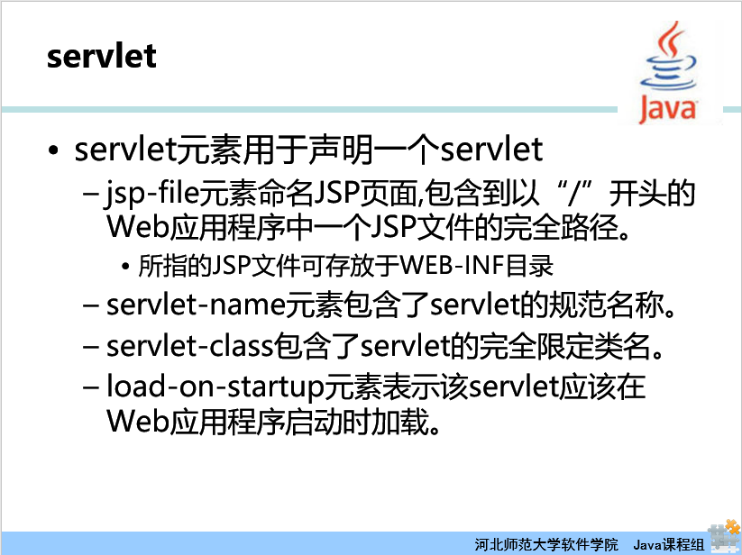 servlet
Java
• servlet元素用于声明一个servlet
– jsp-file元素命名JSP页面,包含到以“/”开头的
Web应用程序中一个JSP文件的完全路径。
• 所指的JSP文件可存放于WEB-INF目录
– servlet-name元素包含了servlet的规范名称。
– servlet-class包含了servlet的完全限定类名。
– load-on-startup元素表示该servlet应该在
Web应用程序启动时加载。
河北师范大学软件学院 Java课程组